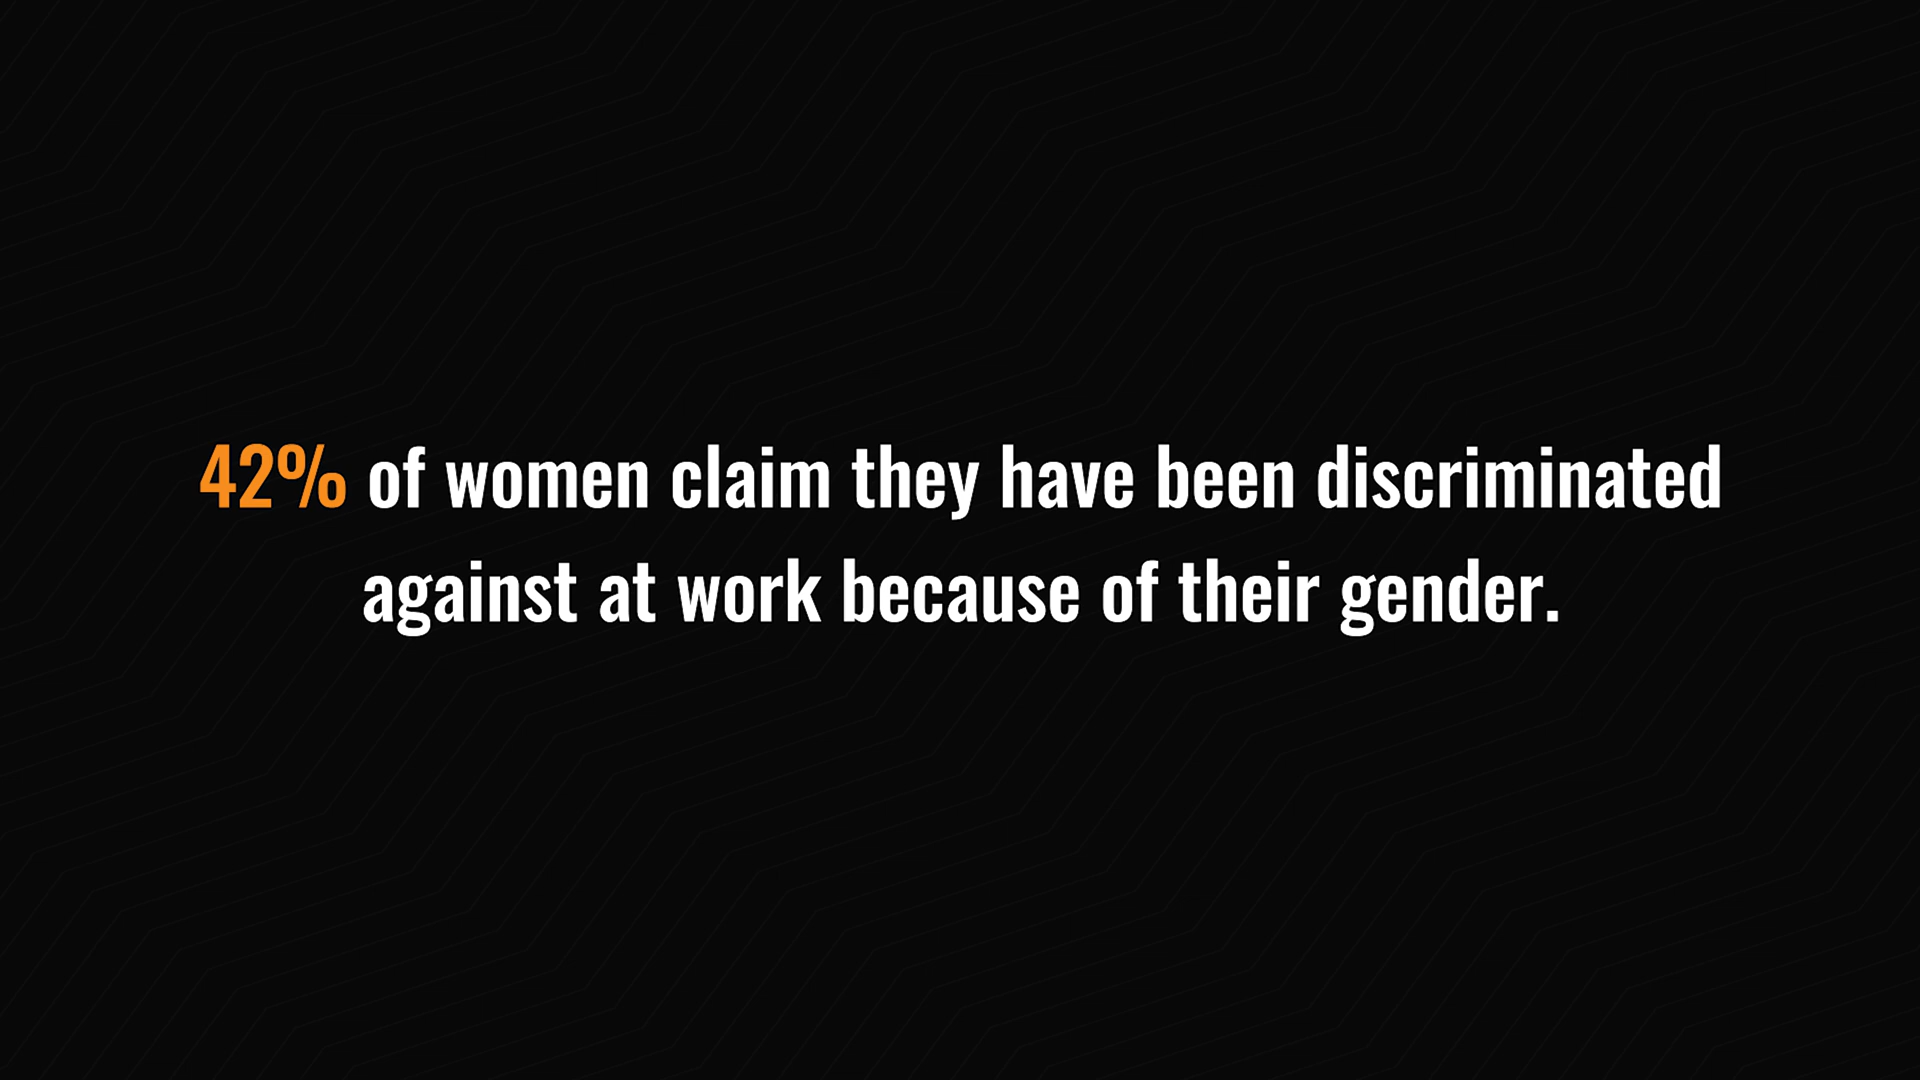 42% of women claim they have been discriminated
against at work because of their gender.